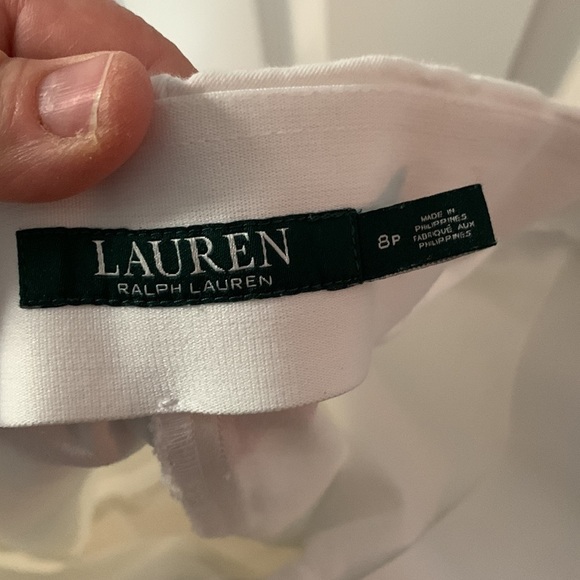 LAUREN
RALPH LAUREN
8P
MADE IN
PHILIPPINES
FABRIQUÉ AUX
PHILIPPINES